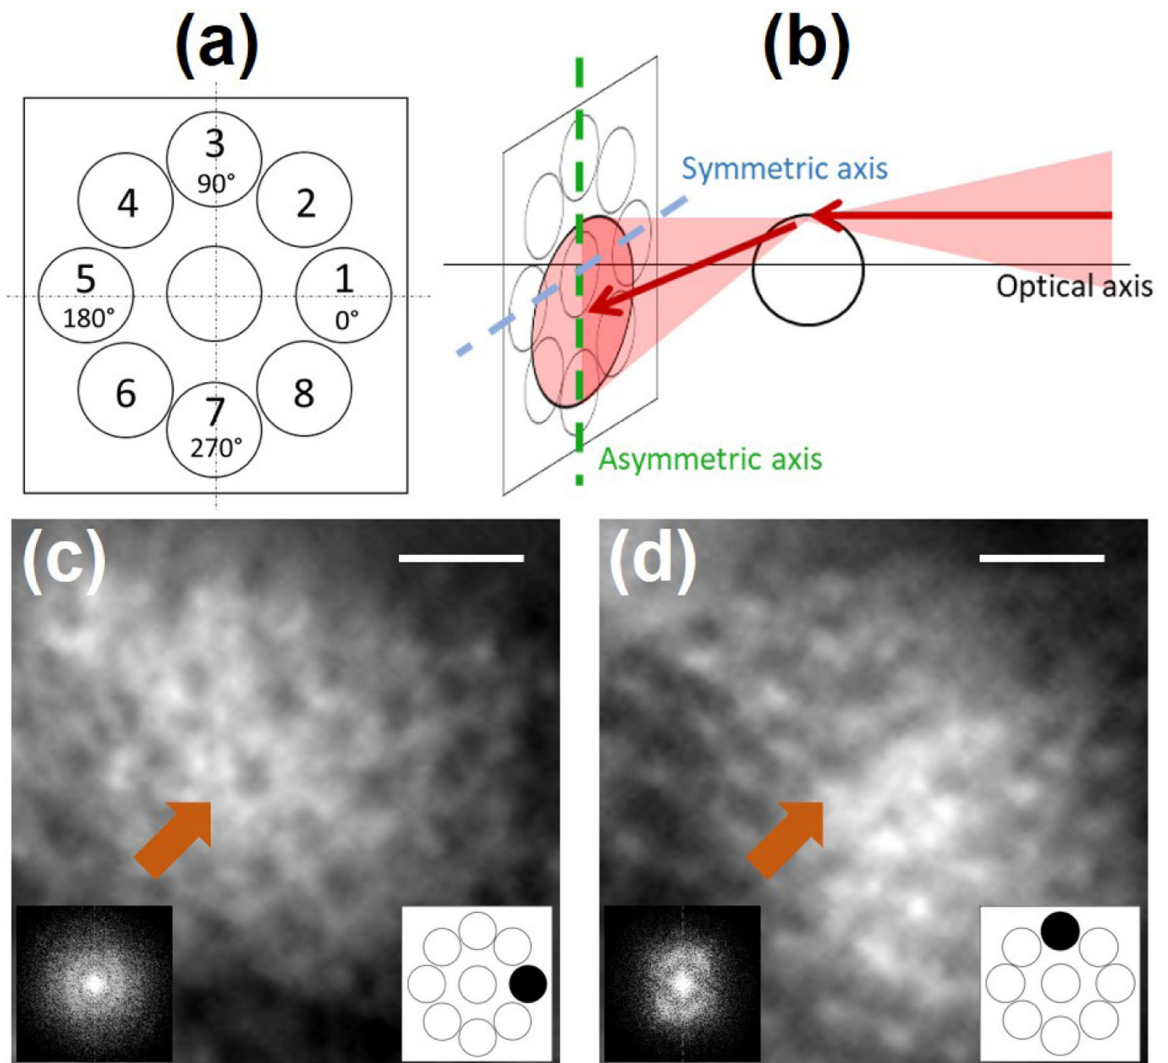 (a)
(b)
3
90°
4
2
5
180°
1
0°
6
8
7
270°
Symmetric axis
Optical axis
Asymmetric axis
(c)
(d)